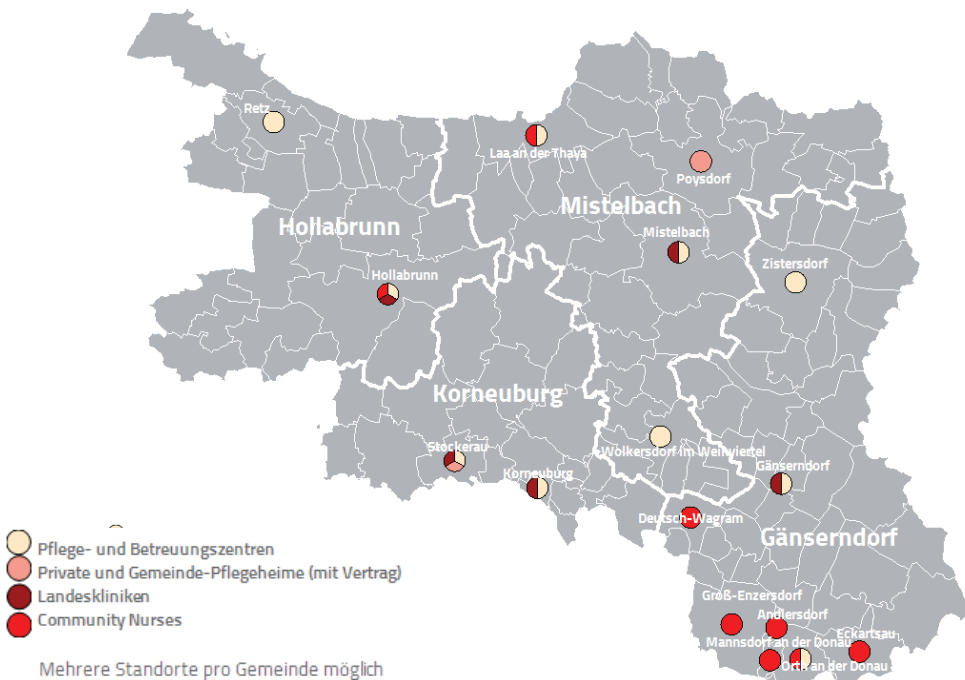 Retz
Laa an der Thaya
Poysdorf
Mistelbach
Hollabrunn
Mistelbach
Zistersdorf
Hollabrunn
Korneuburg
Stockerau
Wolkersdorf im Weinviertel
Korneuburg
Gänserndorf
Deutsch-Wagram
Gänserndorf
Pflege- und Betreuungszentren
Private und Gemeinde-Pflegeheime (mit Vertrag)
Landeskliniken
Community Nurses
Groß-Enzersdorf
Andlersdorf
Mannsdorf an der Donau
Eckartsau
Orth an der Donau
Mehrere Standorte pro Gemeinde möglich